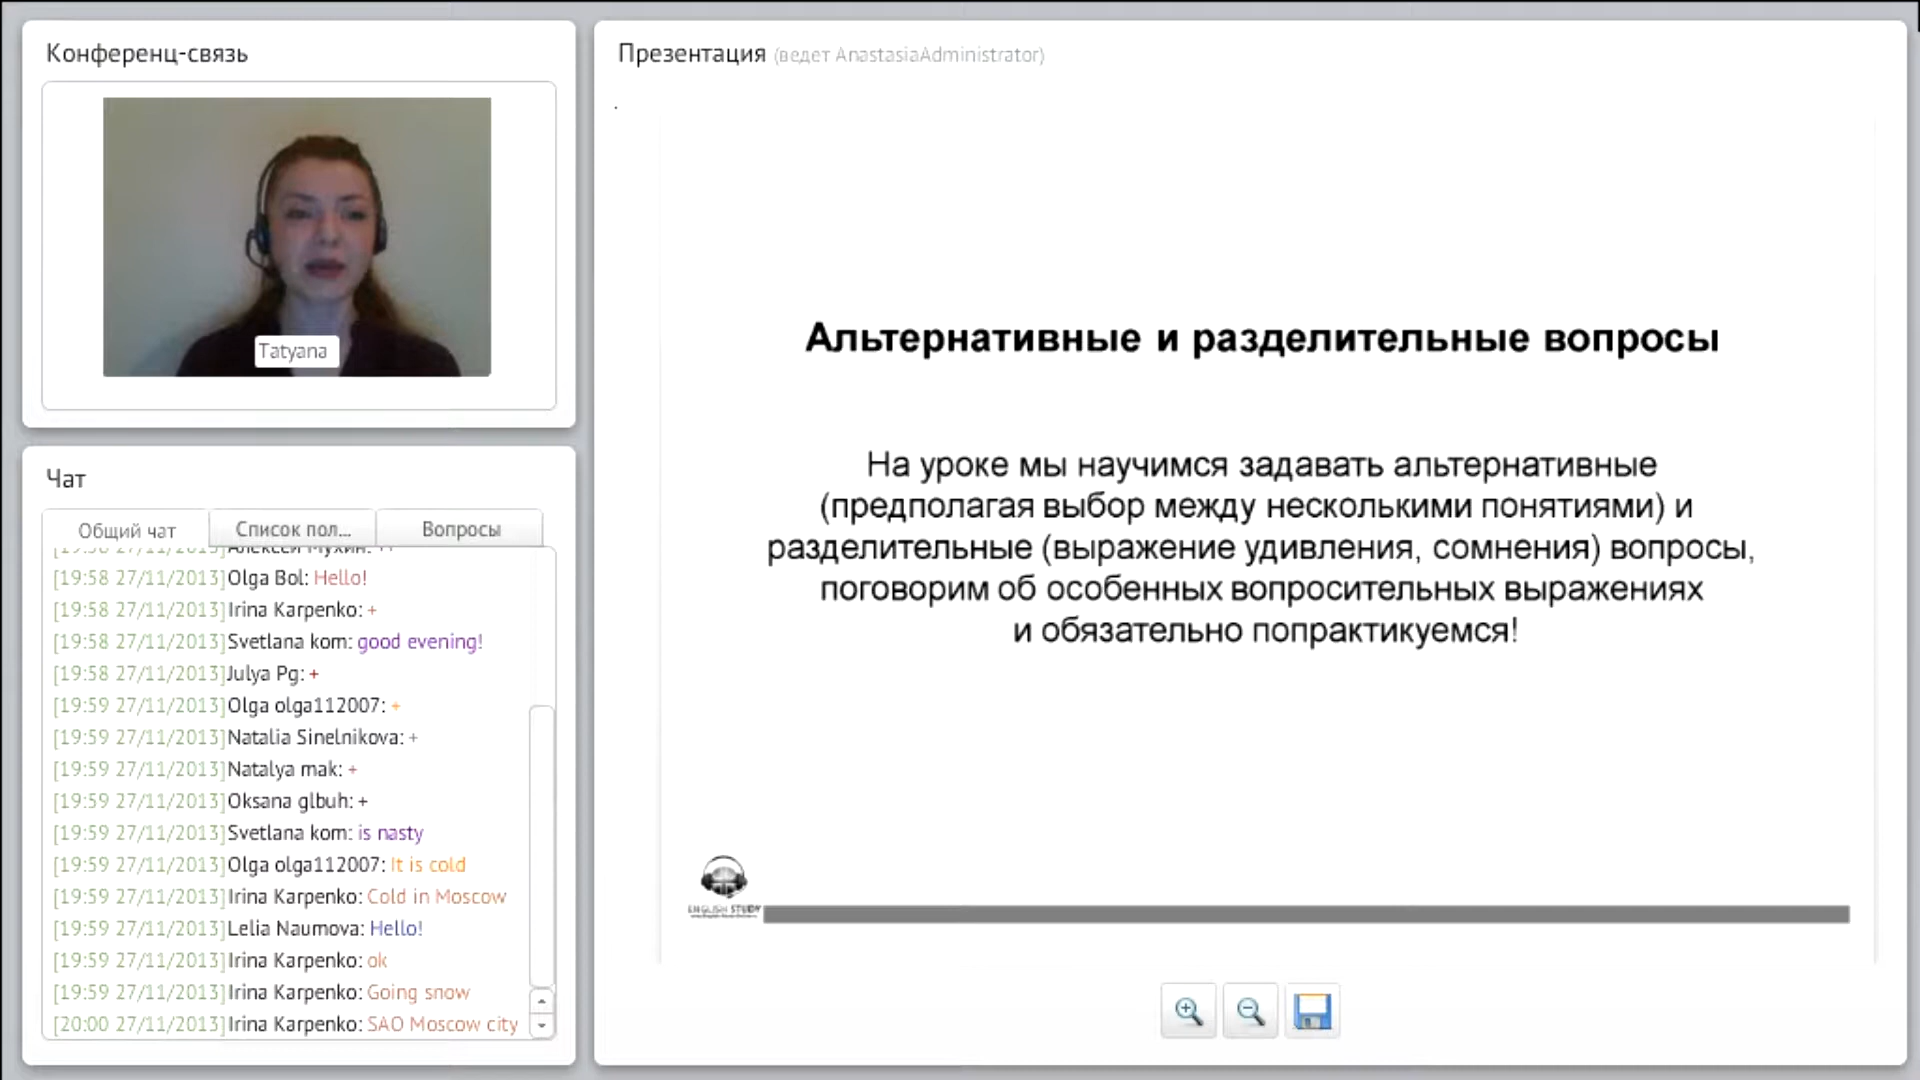 Конференц-связь
Tatyana
Чат
Общий чат
Список пол...
Вопросы
[19:58 27/11/2013]Алексей Мухин: ++
[19:58 27/11/2013]Olga Bol: Hello!
[19:58 27/11/2013]Irina Karpenko: +
[19:58 27/11/2013]Svetlana kom: good evening!
[19:58 27/11/2013]Julya Pg: +
[19:59 27/11/2013]Olga olga112007: +
[19:59 27/11/2013]Natalia Sinelnikova: +
[19:59 27/11/2013]Natalya mak: +
[19:59 27/11/2013]Oksana glbuh: +
[19:59 27/11/2013]Svetlana kom: is nasty
[19:59 27/11/2013]Olga olga112007: It is cold
[19:59 27/11/2013]Irina Karpenko: Cold in Moscow
[19:59 27/11/2013]Lelia Naumova: Hello!
[19:59 27/11/2013]Irina Karpenko: ok
[19:59 27/11/2013]Irina Karpenko: Going snow
[20:00 27/11/2013]Irina Karpenko: SAO Moscow city
Презентация (ведет AnastasiaAdministrator)
.
Альтернативные и разделительные вопросы
На уроке мы научимся задавать альтернативные
(предполагая выбор между несколькими понятиями) и
разделительные (выражение удивления, сомнения) вопросы,
поговорим об особенных вопросительных выражениях
и обязательно попрактикуемся!
ENGLISH STUDY